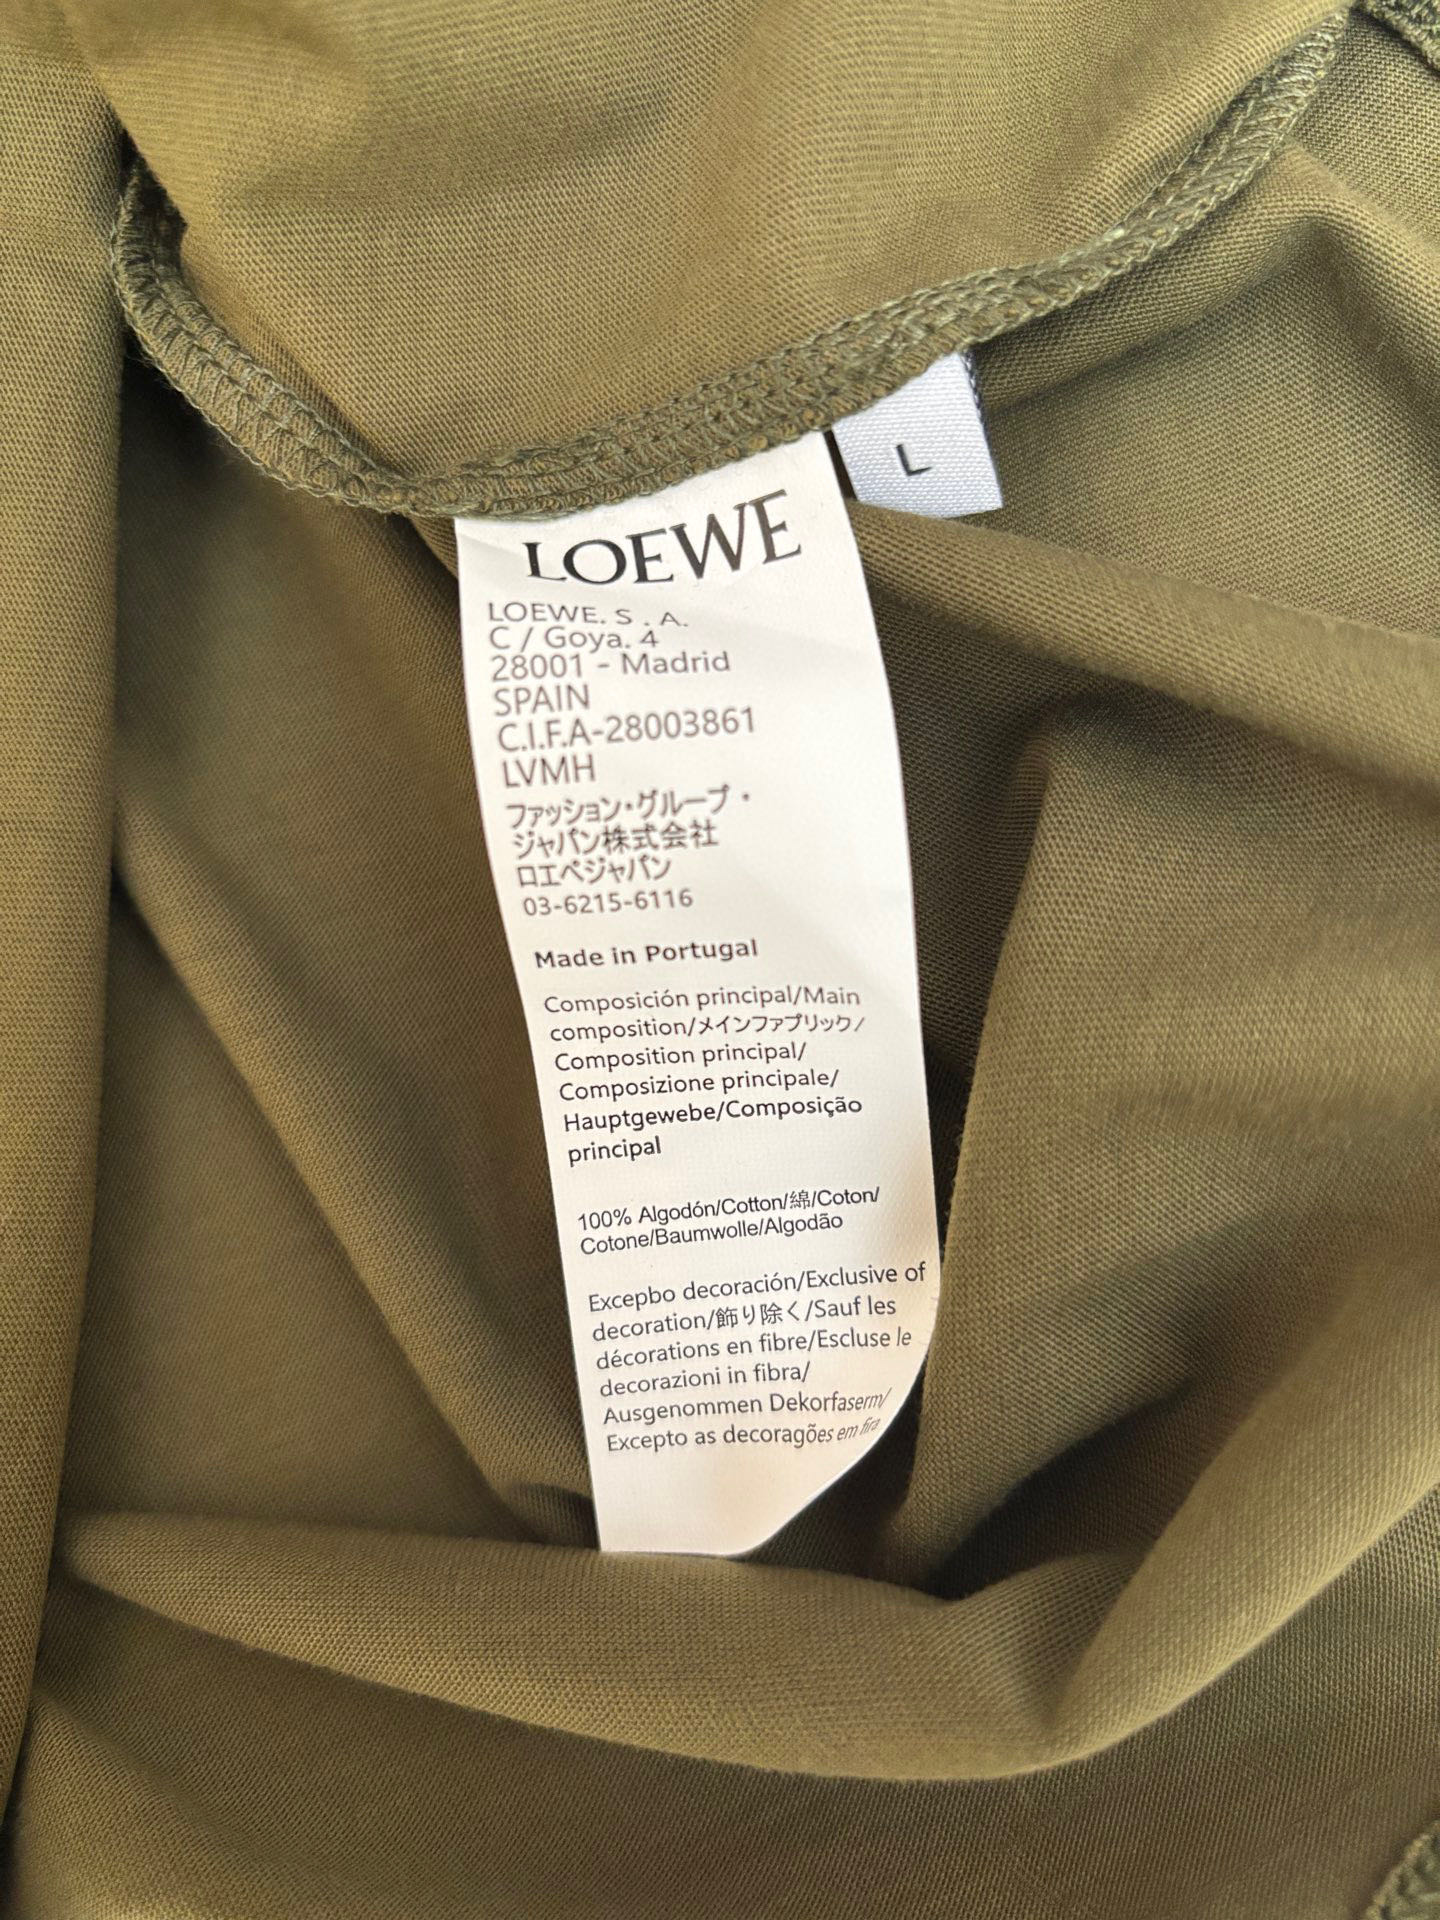 L
LOEWE
LOEWE. S . A.
C / Goya. 4
28001 - Madrid
SPAIN
C.I.F.A-28003861
LVMH
ファッション・グループ・
ジャパン株式会社
ロエペジャパン
03-6215-6116
Made in Portugal
Composición principal/Main
composition/メインファブリック/
Composition principal/
Composizione principale/
Hauptgewebe/Composição
principal
100% Algodón/Cotton/綿/Coton/
Cotone/Baumwolle/Algodão
Excepbo decoración/Exclusive of
decoration/飾り除く/Sauf les
décorations en fibre/Escluse le
decorazioni in fibra/
Ausgenommen Dekorfaserm/
Excepto as decoragões em fira